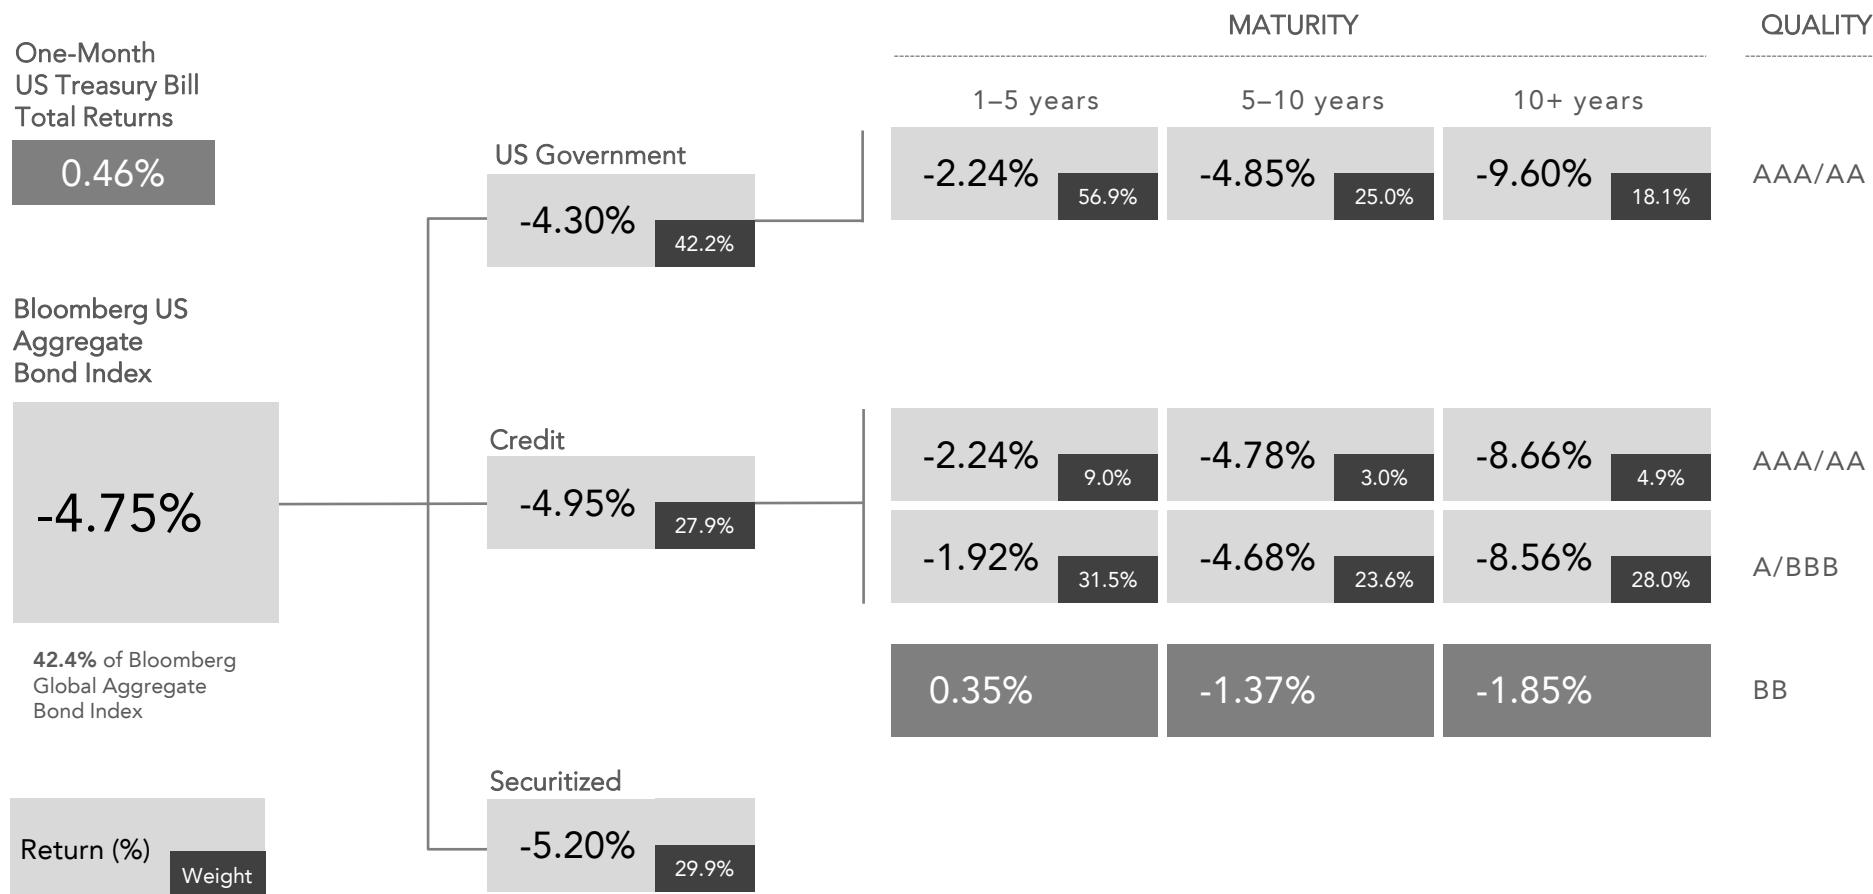 One-Month
US Treasury Bill
Total Returns
0.46%
MATURITY
QUALITY
1–5 years
5–10 years
10+ years
US Government
-4.30%
42.2%
-2.24%
56.9%
-4.85%
25.0%
-9.60%
18.1%
AAA/AA
Bloomberg US
Aggregate
Bond Index
-4.75%
42.4% of Bloomberg
Global Aggregate
Bond Index
Credit
-4.95%
27.9%
-2.24%
9.0%
-4.78%
3.0%
-8.66%
4.9%
AAA/AA
-1.92%
31.5%
-4.68%
23.6%
-8.56%
28.0%
A/BBB
0.35%
-1.37%
-1.85%
BB
Securitized
-5.20%
29.9%
Return (%)
Weight